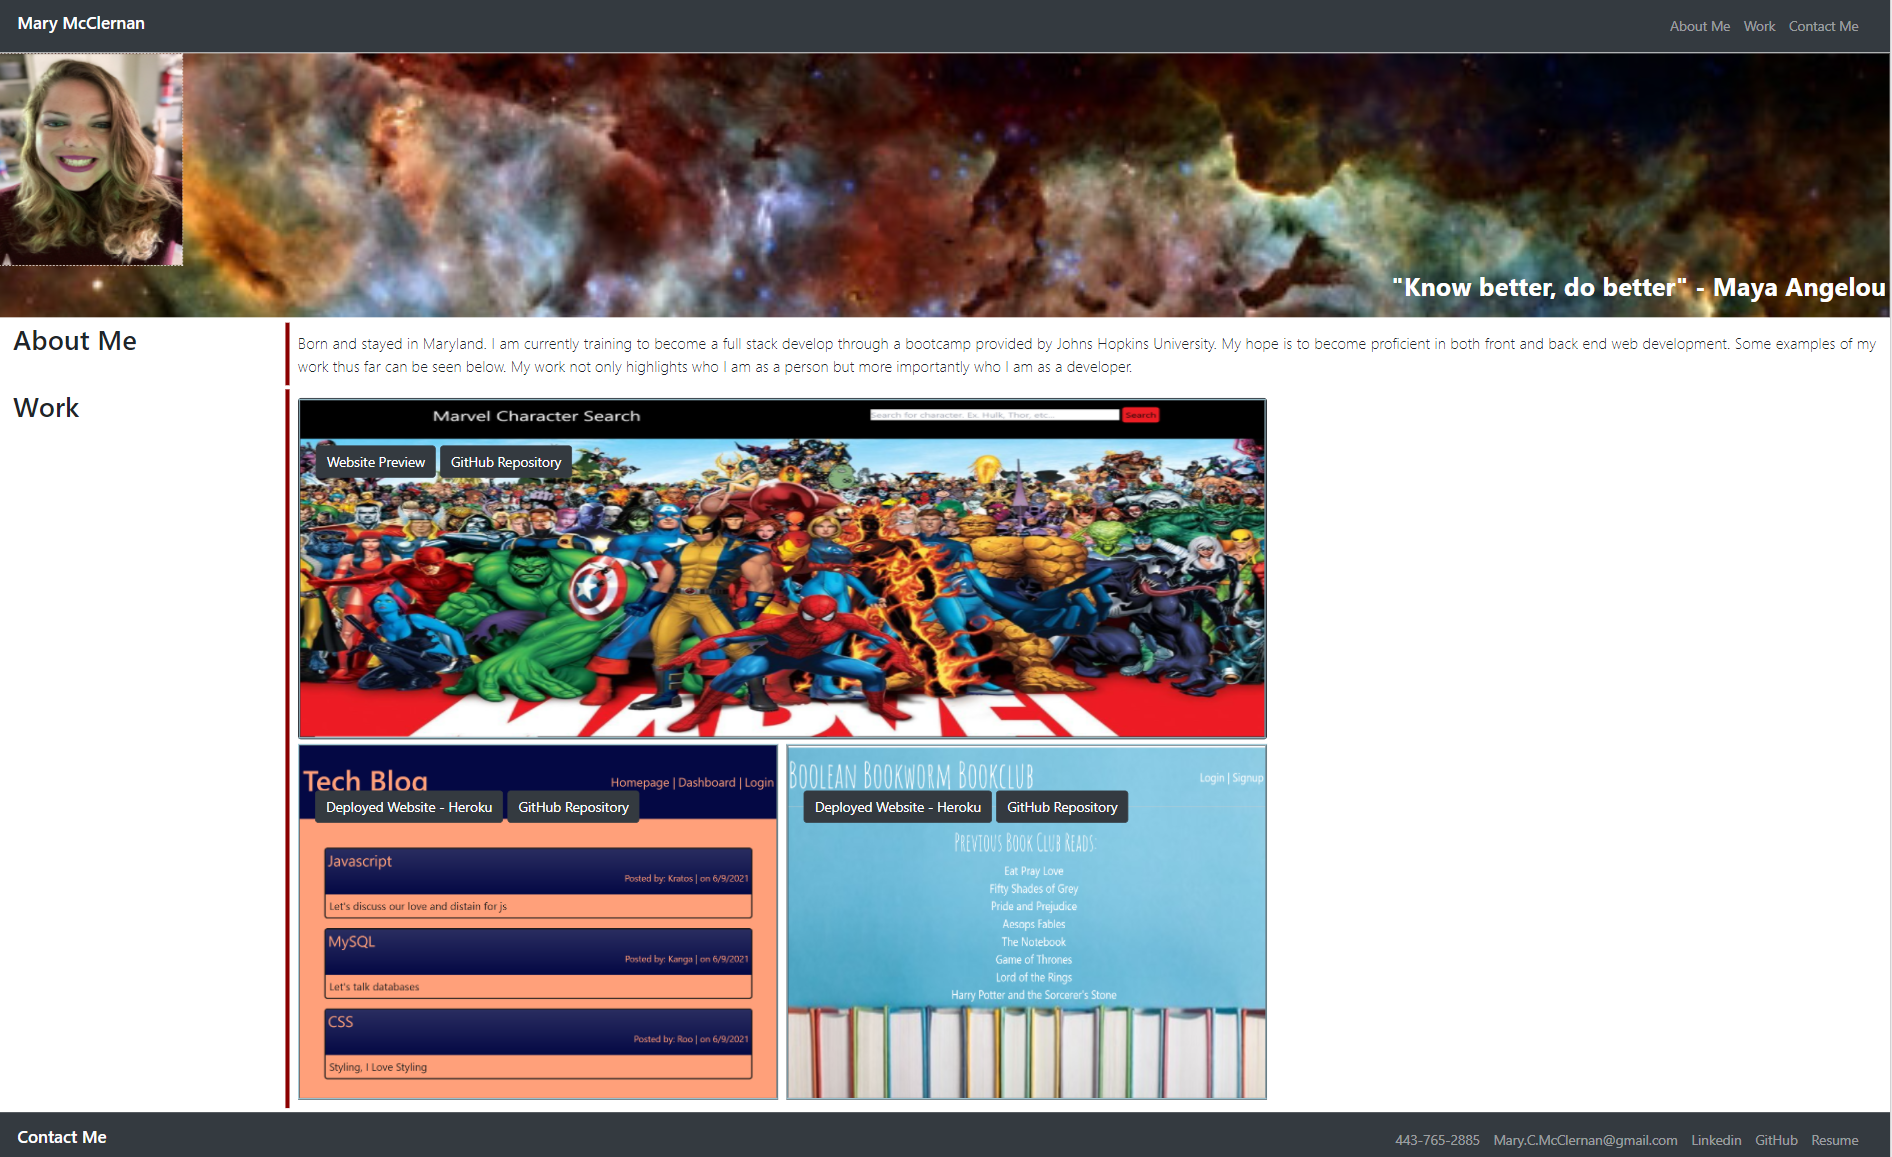 Mary McClernan
About Me Work Contact Me
"Know better, do better" - Maya Angelou
About Me
Born and stayed in Maryland. I am currently training to become a full stack develop through a bootcamp provided by Johns Hopkins University. My hope is to become proficient in both front and back end web development. Some examples of my
work thus far can be seen below. My work not only highlights who I am as a person but more importantly who I am as a developer.
Work
Marvel Character Search
Search for character. Ex. Hulk, Thor, etc...
Search
Website Preview
GitHub Repository
MARVEL
Tech Blog
Homepage | Dashboard | Login
Deployed Website - Heroku
GitHub Repository
Javascript
Posted by: Kratos | on 6/9/2021
Let's discuss our love and distain for js
MySQL
Posted by: Kanga | on 6/9/2021
Let's talk databases
CSS
Posted by: Roo | on 6/9/2021
Styling, I Love Styling
Boolean Bookworm Bookclub
Login | Signup
Deployed Website - Heroku
GitHub Repository
Previous Book Club Reads:
Eat Pray Love
Fifty Shades of Grey
Pride and Prejudice
Aesops Fables
The Notebook
Game of Thrones
Lord of the Rings
Harry Potter and the Sorcerer's Stone
Contact Me
443-765-2885 Mary.C.McClernan@gmail.com Linkedin GitHub Resume